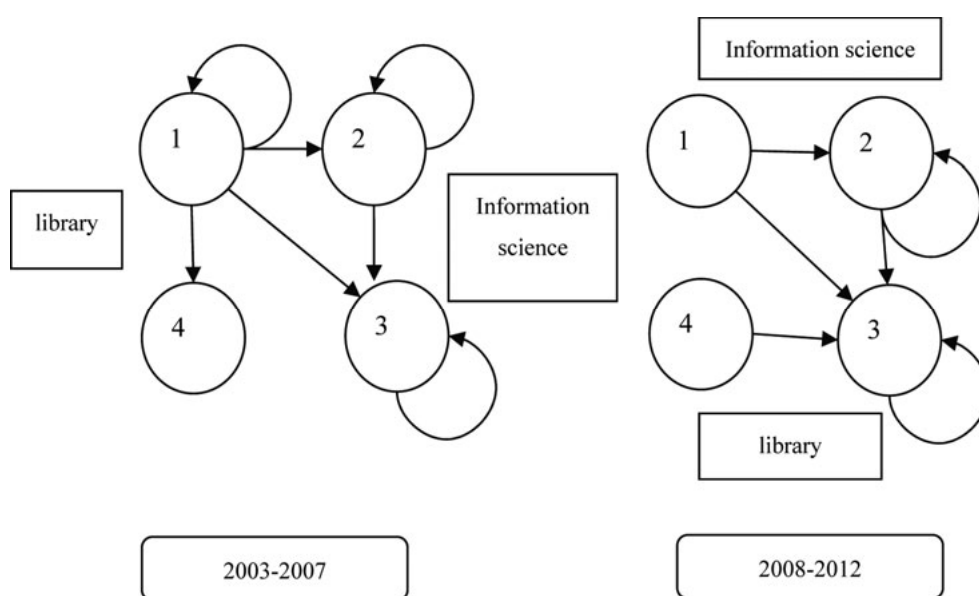 1
2
library
Information
science
4
3
2003-2007
Information science
1
2
4
3
library
2008-2012